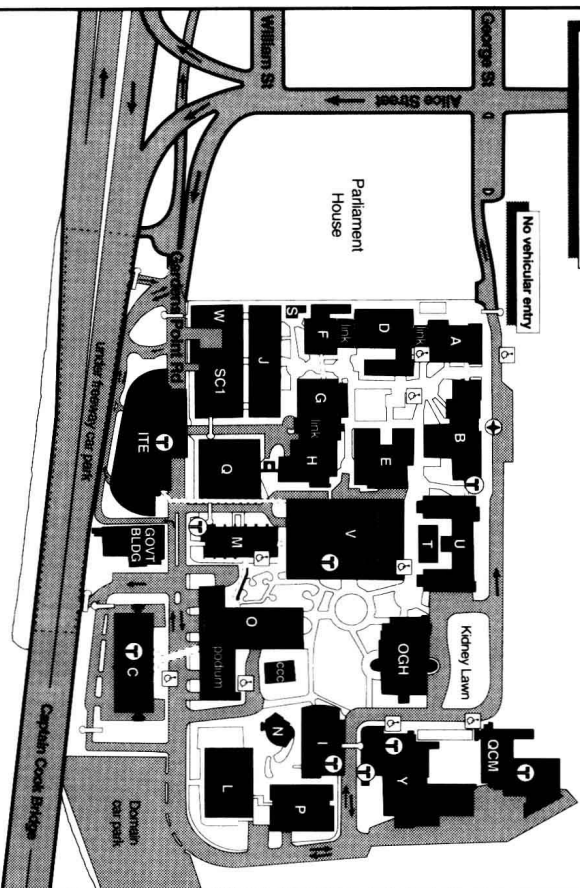 George St
William St
Alice Street
No vehicular entry
Parliament
House
Gardens Point Rd
under freeway car park
Captain Cook Bridge
Domain
car park
Kidney Lawn
A
link
D
link
F
S
B
E
G
link
H
J
W
SC1
Q
ITE
T
U
T
T
V
T
M
T
GOVT
BLDG
OGH
O
podium
CCC
C
T
N
I
T
L
P
Y
T
T
QCM
T